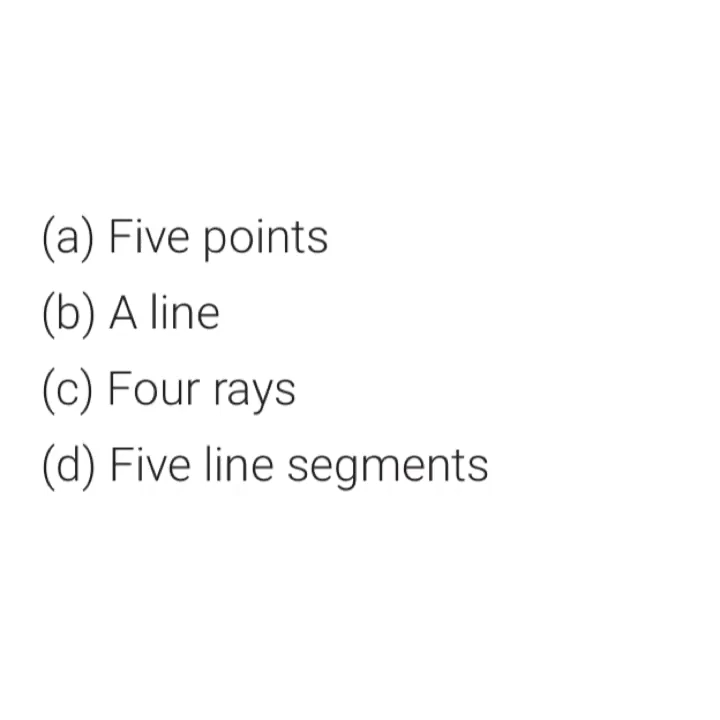 (a) Five points
(b) A line
(c) Four rays
(d) Five line segments